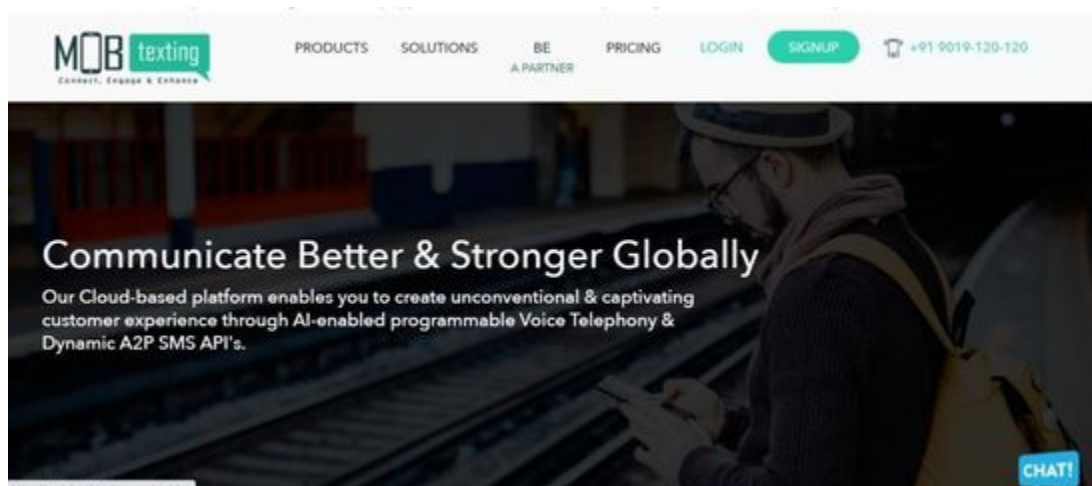 MOB texting
Connect, Engage & Enhance
PRODUCTS
SOLUTIONS
BE
A PARTNER
PRICING
LOGIN
SIGNUP
+91 9019-120-120
Communicate Better & Stronger Globally
Our Cloud-based platform enables you to create unconventional & captivating
customer experience through AI-enabled programmable Voice Telephony &
Dynamic A2P SMS API's.
CHAT!